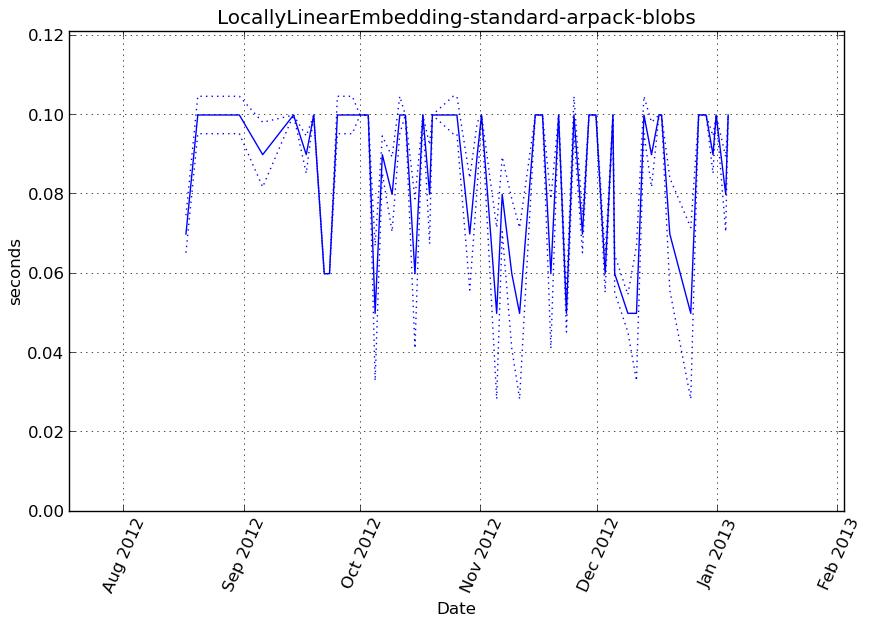 LocallyLinearEmbedding-standard-arpack-blobs
0.12
0.10
0.08
0.06
0.04
0.02
0.00
seconds
Aug 2012
Sep 2012
Oct 2012
Nov 2012
Dec 2012
Jan 2013
Feb 2013
Date